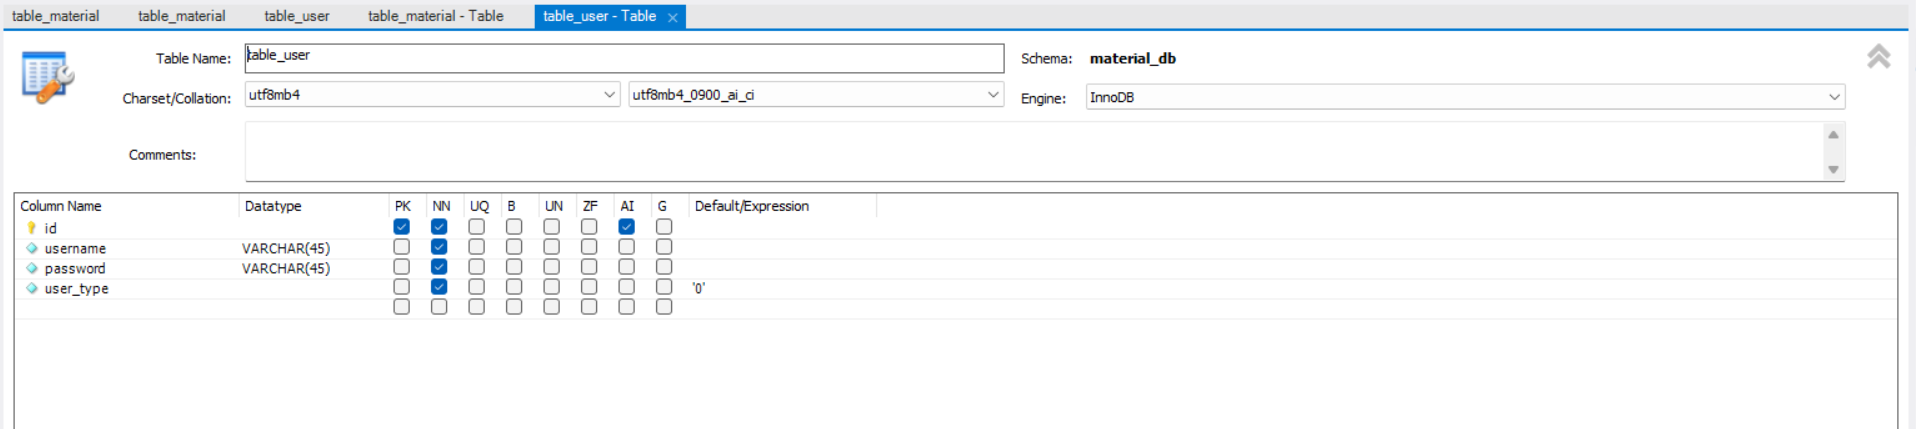 table_material table_material table_user table_material - Table table_user - Table ×
Table Name: table_user Schema: material_db
Charset/Collation: utf8mb4 utf8mb4_0900_ai_ci Engine: InnoDB
Comments:
Column Name Datatype PK NN UQ B UN ZF AI G Default/Expression
id
username VARCHAR(45)
password VARCHAR(45)
user_type '0'